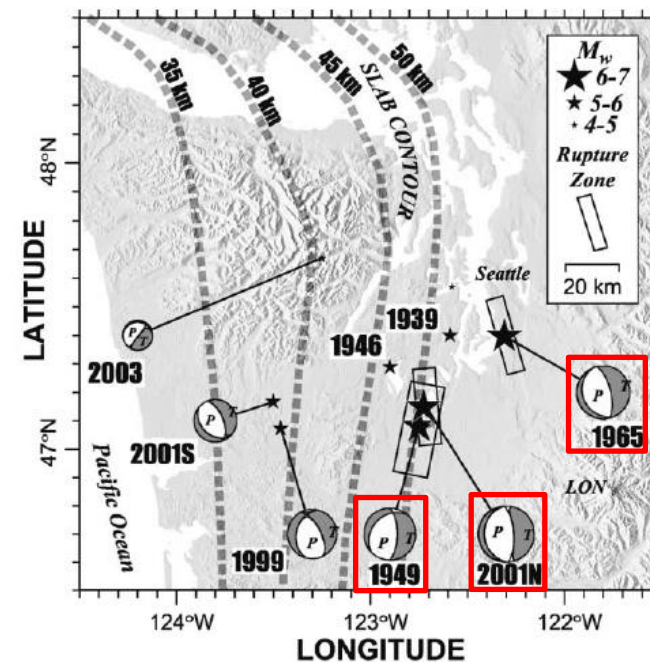 35 km
40 km
45 km
50 km
SLAB CONTOUR
Mw
6-7
5-6
4-5
Rupture
Zone
20 km
48°N
LATITUDE
Seattle
1939
1946
P
T
2003
P
T
1965
P
T
2001S
47°N
Pacific Ocean
LON
P
1999
P
T
1949
P
T
2001N
124°W
123°W
122°W
LONGITUDE